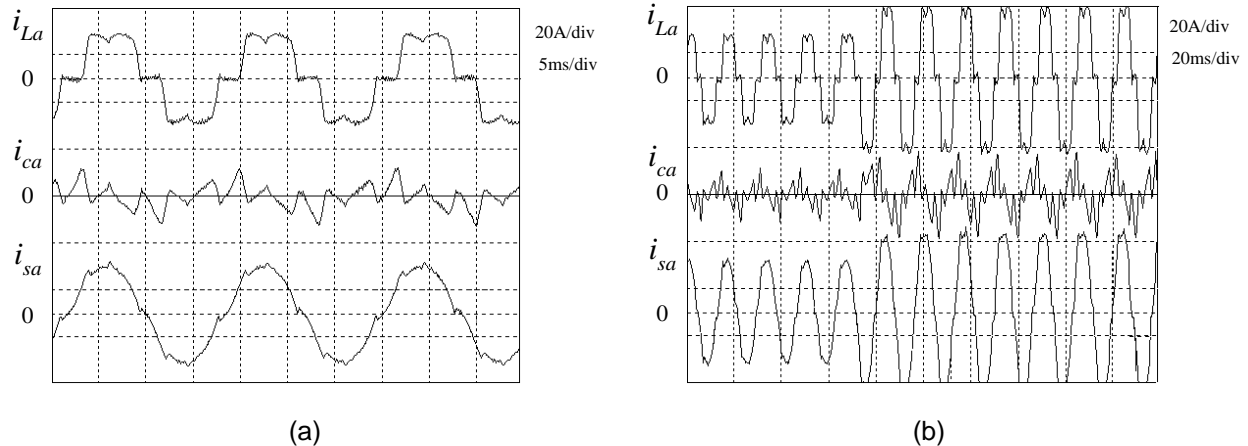 (a)
i_La
0
20A/div
5ms/div
i_ca
0
i_sa
0
(a)
(b)
i_La
0
20A/div
20ms/div
i_ca
0
i_sa
0
(b)